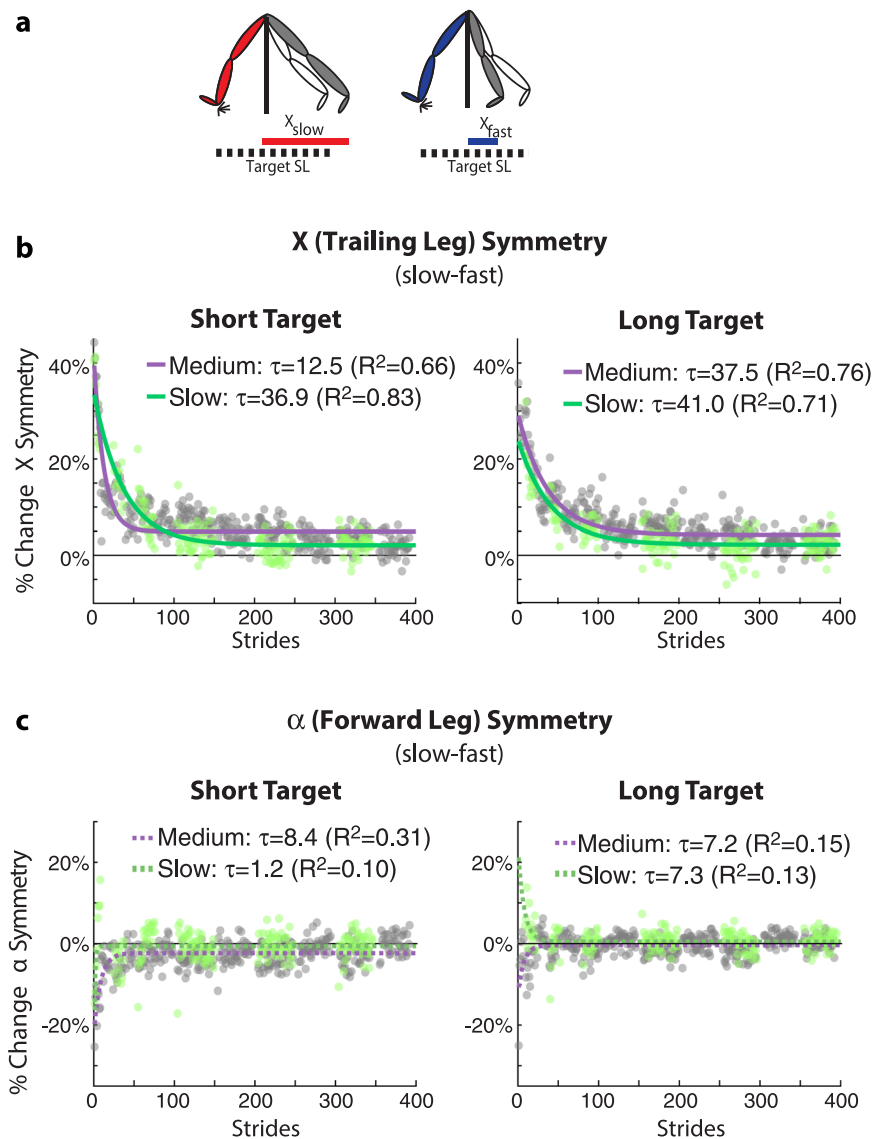 a
X slow
Target SL
X fast
Target SL
b
X (Trailing Leg) Symmetry
(slow-fast)
Short Target
Long Target
% Change X Symmetry
40%
20%
0%
Medium: τ=12.5 (R²=0.66)
Slow: τ=36.9 (R²=0.83)
0 100 200 300 400
Strides
40%
20%
0%
Medium: τ=37.5 (R²=0.76)
Slow: τ=41.0 (R²=0.71)
0 100 200 300 400
Strides
c
α (Forward Leg) Symmetry
(slow-fast)
Short Target
Long Target
% Change α Symmetry
20%
0%
-20%
Medium: τ=8.4 (R²=0.31)
Slow: τ=1.2 (R²=0.10)
0 100 200 300 400
Strides
20%
0%
-20%
Medium: τ=7.2 (R²=0.15)
Slow: τ=7.3 (R²=0.13)
0 100 200 300 400
Strides